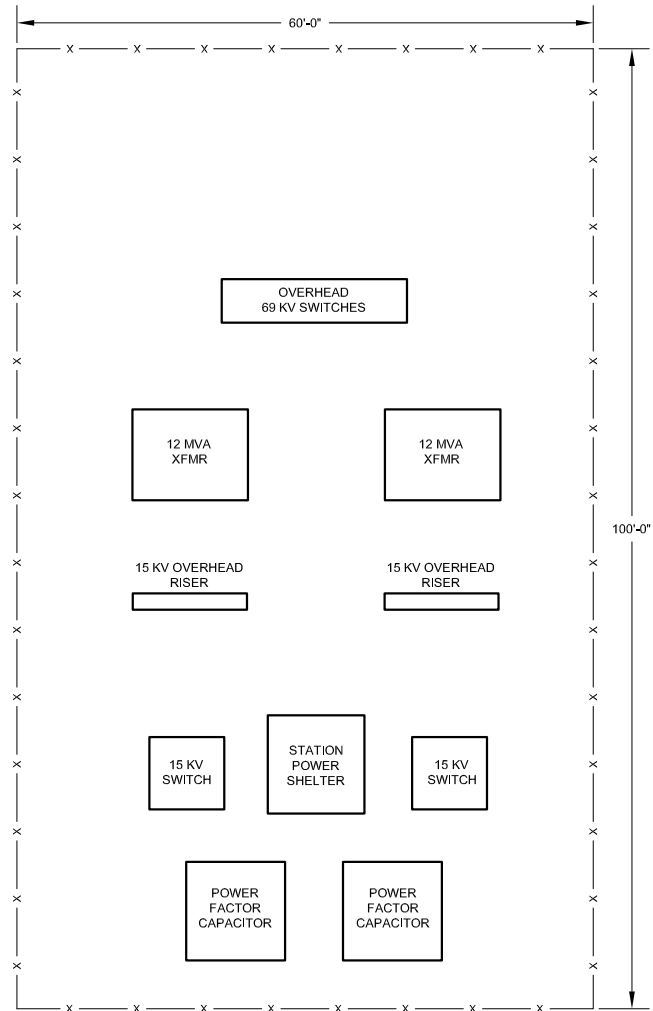 60'-0"
OVERHEAD
69 KV SWITCHES
12 MVA
XFMR
12 MVA
XFMR
100'-0"
15 KV OVERHEAD
RISER
15 KV OVERHEAD
RISER
15 KV
SWITCH
STATION
POWER
SHELTER
15 KV
SWITCH
POWER
FACTOR
CAPACITOR
POWER
FACTOR
CAPACITOR